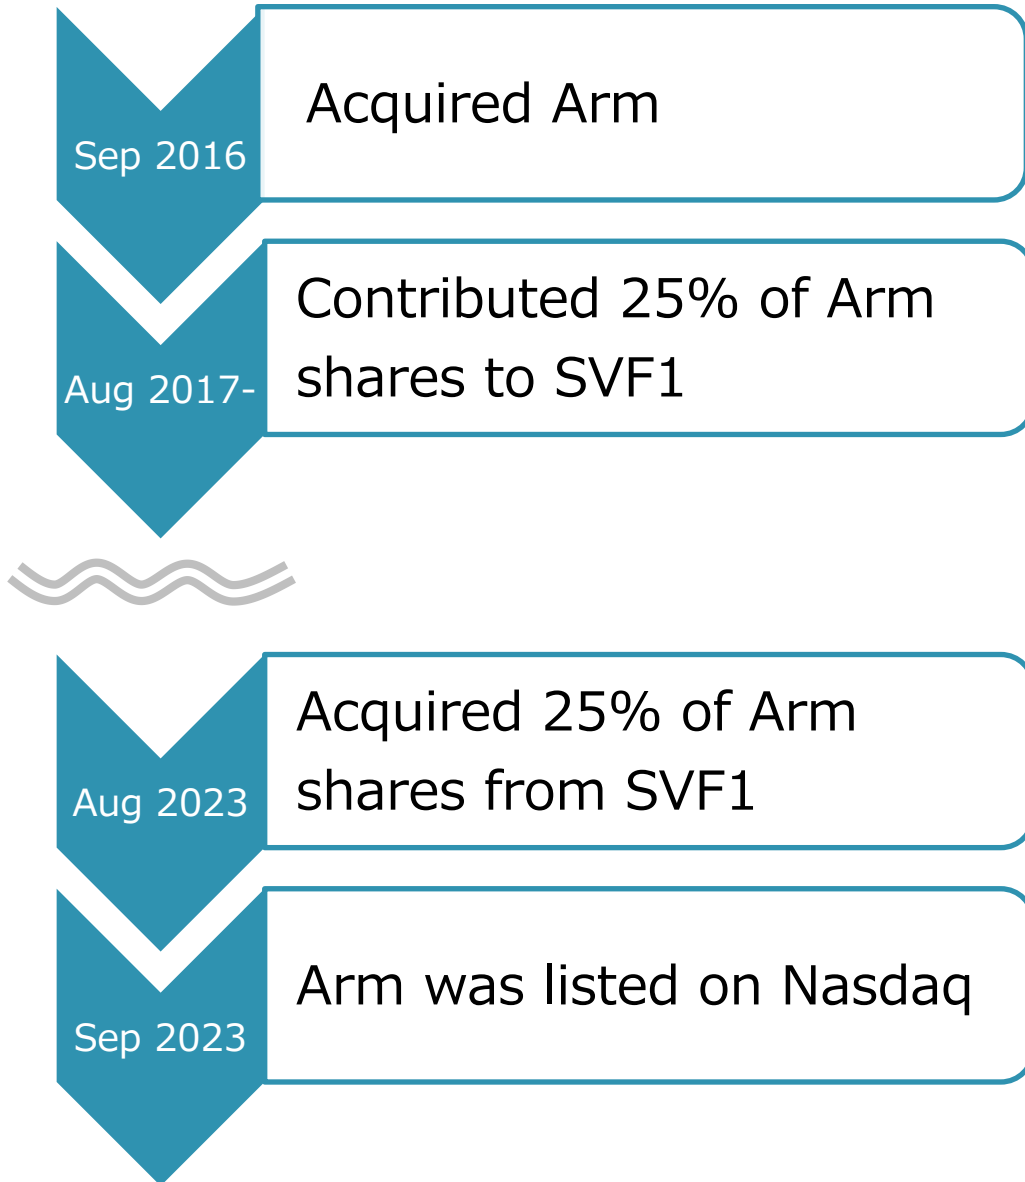 Sep 2016
Acquired Arm
Aug 2017-
Contributed 25% of Arm
shares to SVF1
Aug 2023
Acquired 25% of Arm
shares from SVF1
Sep 2023
Arm was listed on Nasdaq